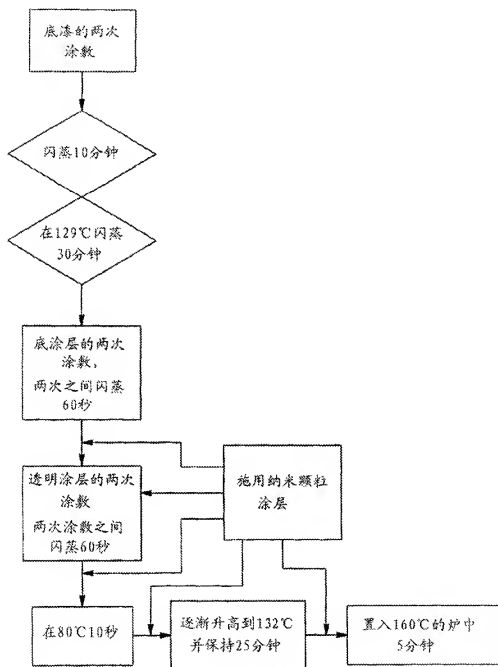 底漆的两次
涂敷
闪蒸10分钟
在129℃闪蒸
30分钟
底涂层的两次
涂敷,
两次之间闪蒸
60秒
透明涂层的两次
涂敷
两次涂敷之间
闪蒸60秒
施用纳米颗粒
涂层
在80℃10秒
逐渐升高到132℃
并保持25分钟
置入160℃的炉中
5分钟